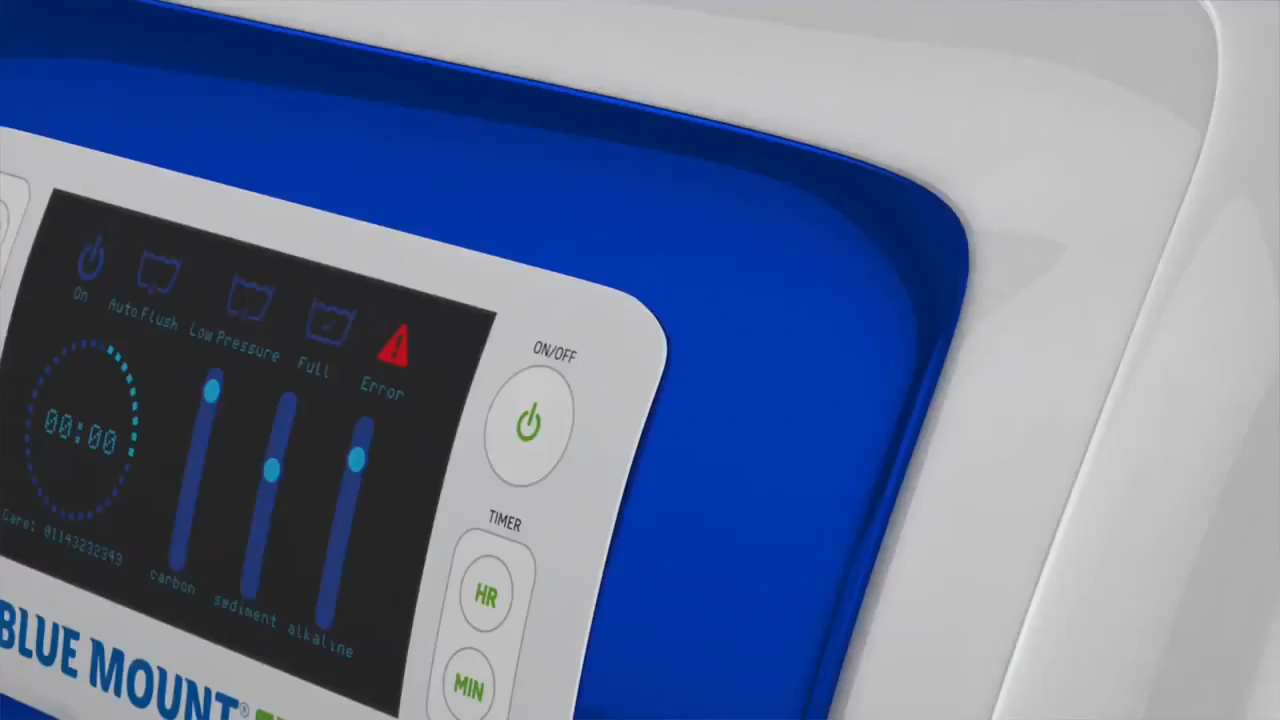 On
Auto Flush
Low Pressure
Full
Error
00:00
Care: 01143232343
carbon
sediment
alkaline
ON/OFF
TIMER
HR
MIN
BLUE MOUNT®